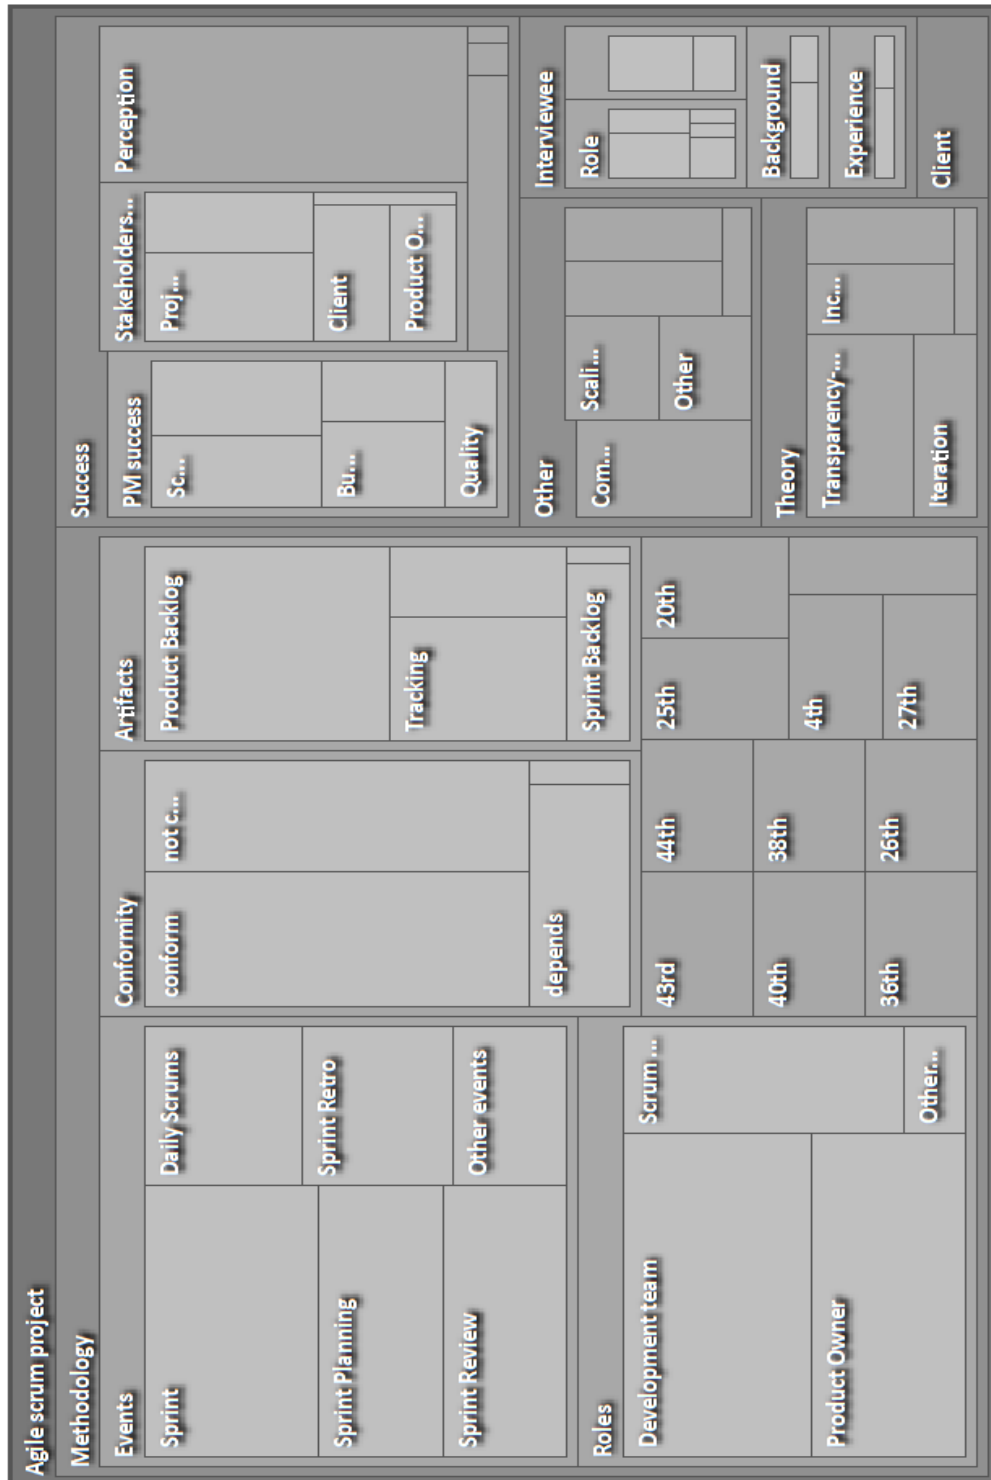 Agile scrum project
Methodology
Events
Sprint
Daily Scrums
Sprint Planning
Sprint Retro
Sprint Review
Other events
Roles
Development team
Scrum ...
Product Owner
Other...
Conformity
conform
not c...
depends
Artifacts
Product Backlog
Tracking
Sprint Backlog
43rd
44th
25th
20th
40th
38th
4th
36th
26th
27th
Success
PM success
Sc...
Bu...
Quality
Stakeholders...
Proj...
Client
Product O...
Perception
Other
Com...
Scali...
Other
Theory
Transparency-...
Inc...
Iteration
Interviewee
Role
Background
Experience
Client